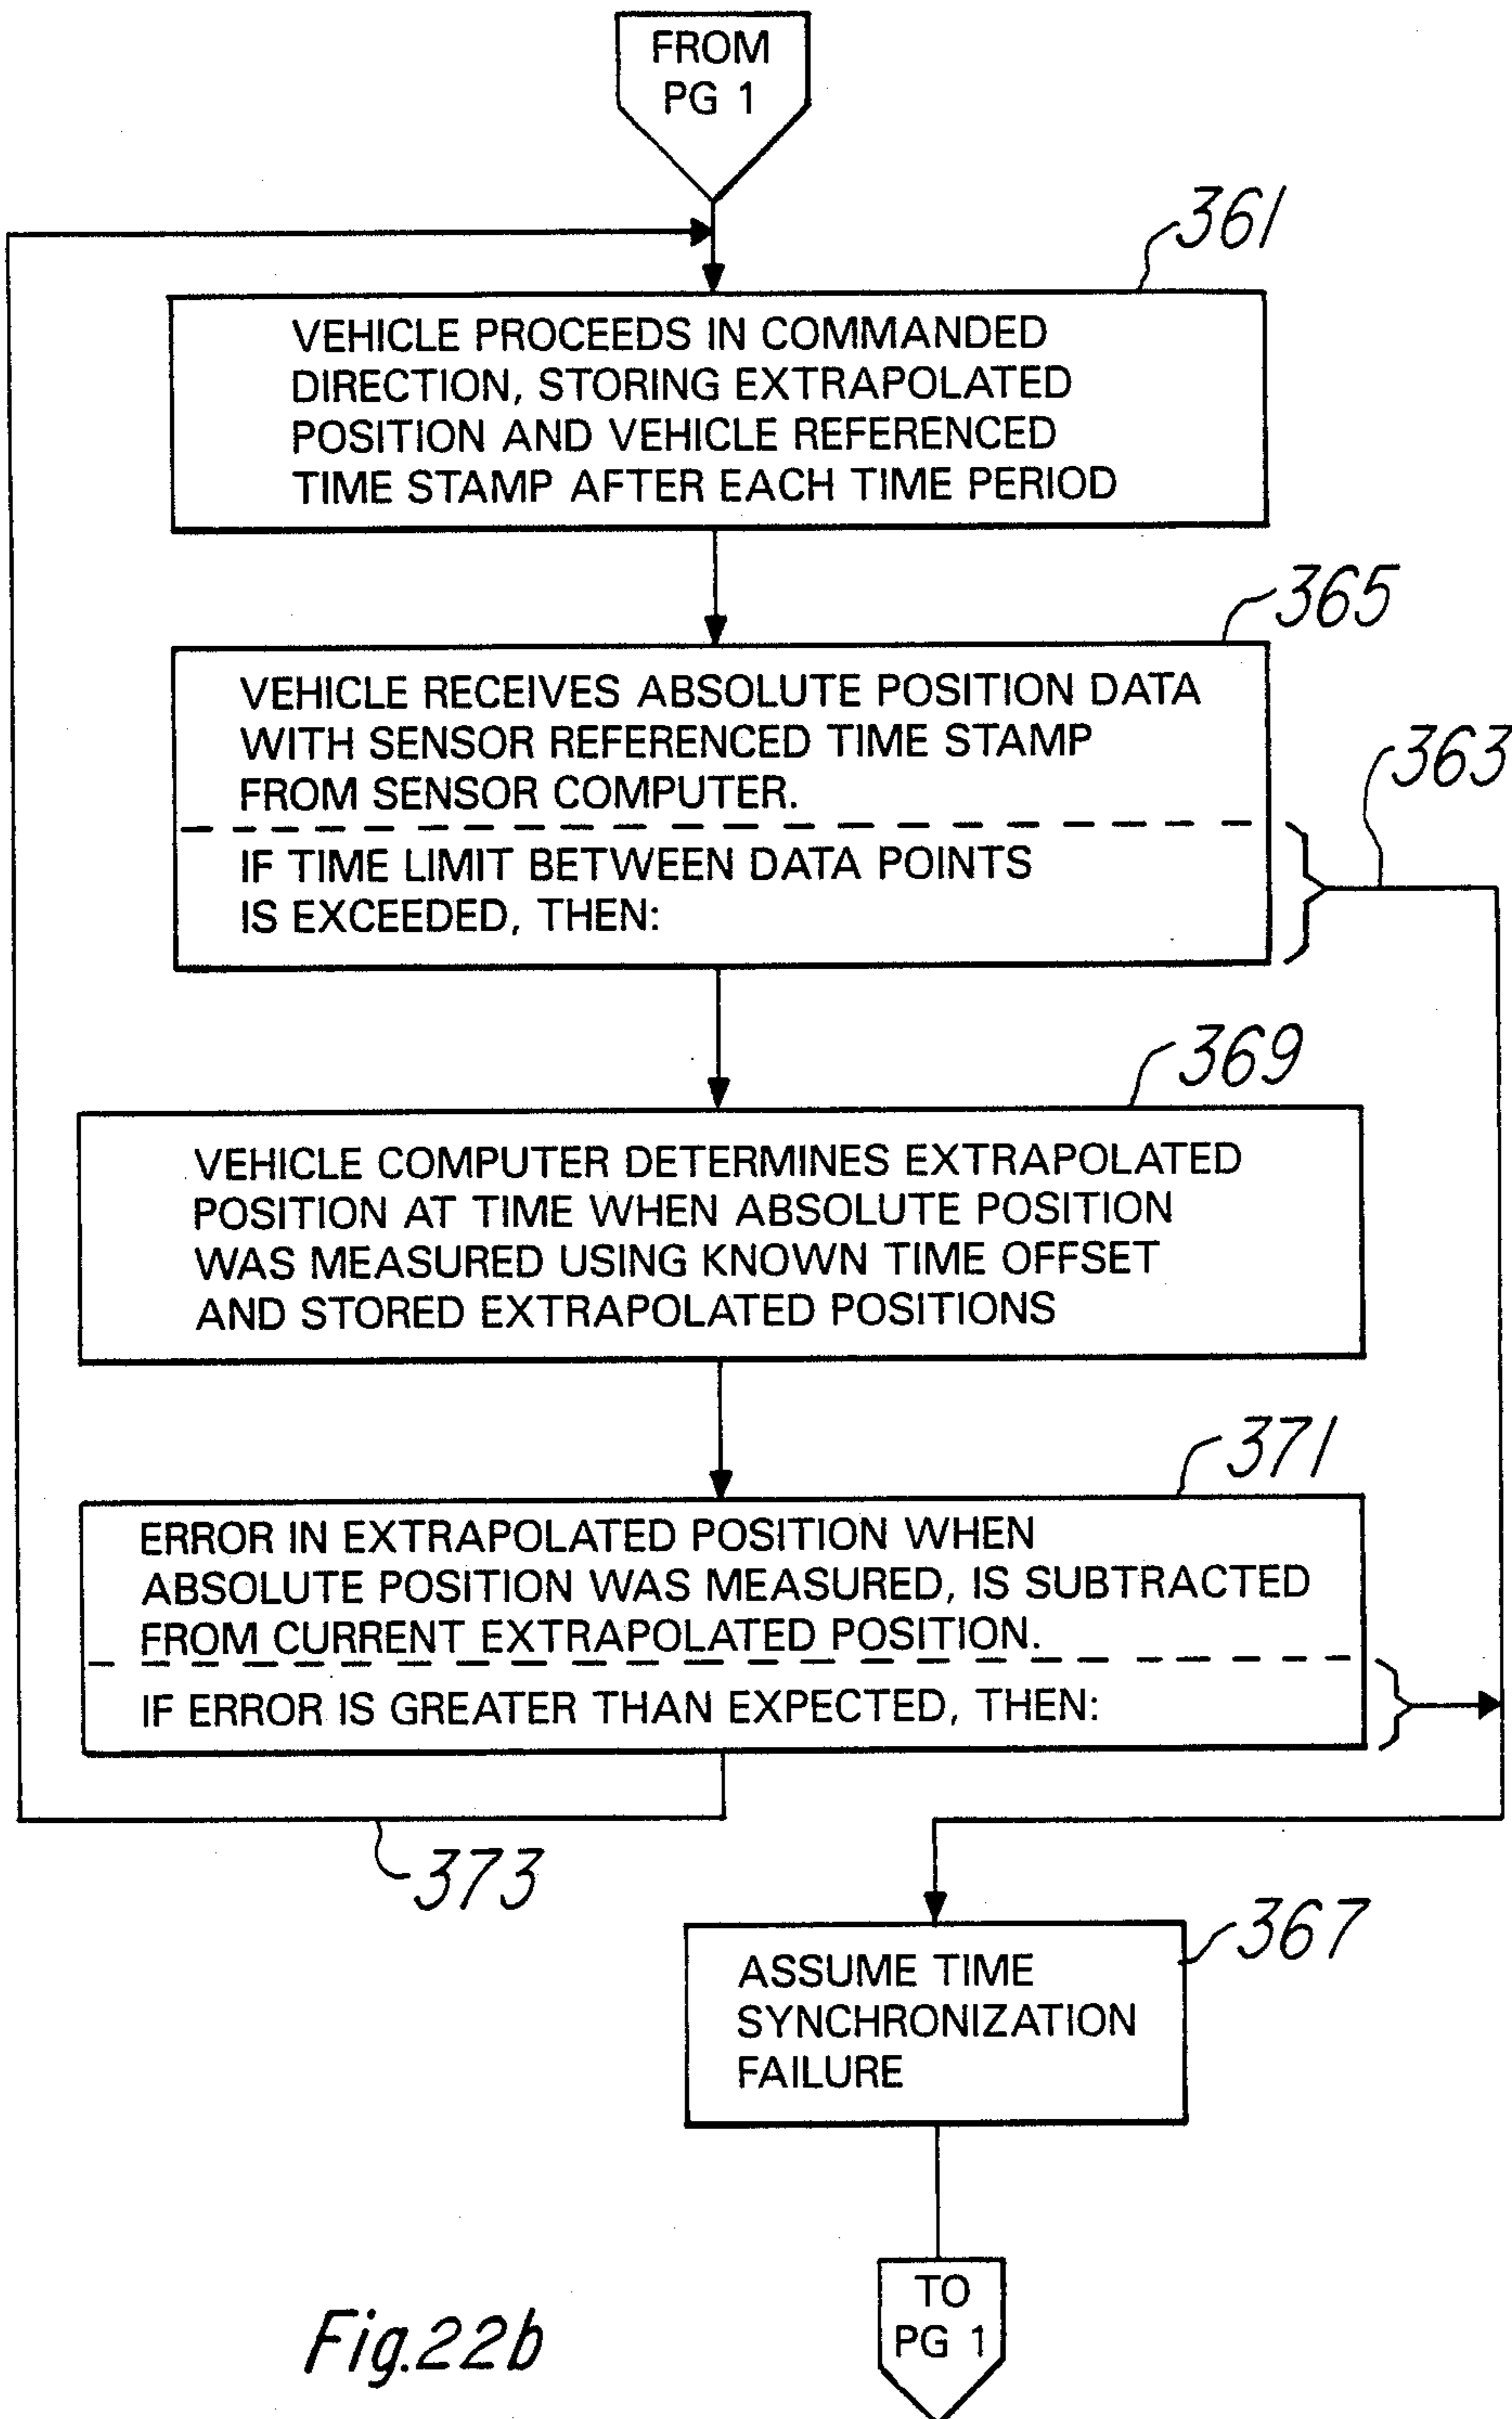 FROM
PG 1
361
VEHICLE PROCEEDS IN COMMANDED
DIRECTION, STORING EXTRAPOLATED
POSITION AND VEHICLE REFERENCED
TIME STAMP AFTER EACH TIME PERIOD
365
VEHICLE RECEIVES ABSOLUTE POSITION DATA
WITH SENSOR REFERENCED TIME STAMP
FROM SENSOR COMPUTER.
363
IF TIME LIMIT BETWEEN DATA POINTS
IS EXCEEDED, THEN:
369
VEHICLE COMPUTER DETERMINES EXTRAPOLATED
POSITION AT TIME WHEN ABSOLUTE POSITION
WAS MEASURED USING KNOWN TIME OFFSET
AND STORED EXTRAPOLATED POSITIONS
371
ERROR IN EXTRAPOLATED POSITION WHEN
ABSOLUTE POSITION WAS MEASURED, IS SUBTRACTED
FROM CURRENT EXTRAPOLATED POSITION.
IF ERROR IS GREATER THAN EXPECTED, THEN:
373
367
ASSUME TIME
SYNCHRONIZATION
FAILURE
TO
PG 1
Fig.22b